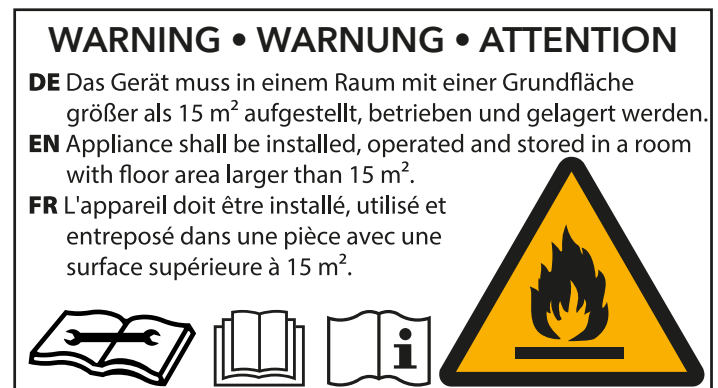 WARNING • WARNUNG • ATTENTION
DE Das Gerät muss in einem Raum mit einer Grundfläche
größer als 15 m² aufgestellt, betrieben und gelagert werden.
EN Appliance shall be installed, operated and stored in a room
with floor area larger than 15 m².
FR L'appareil doit être installé, utilisé et
entreposé dans une pièce avec une
surface supérieure à 15 m².
i